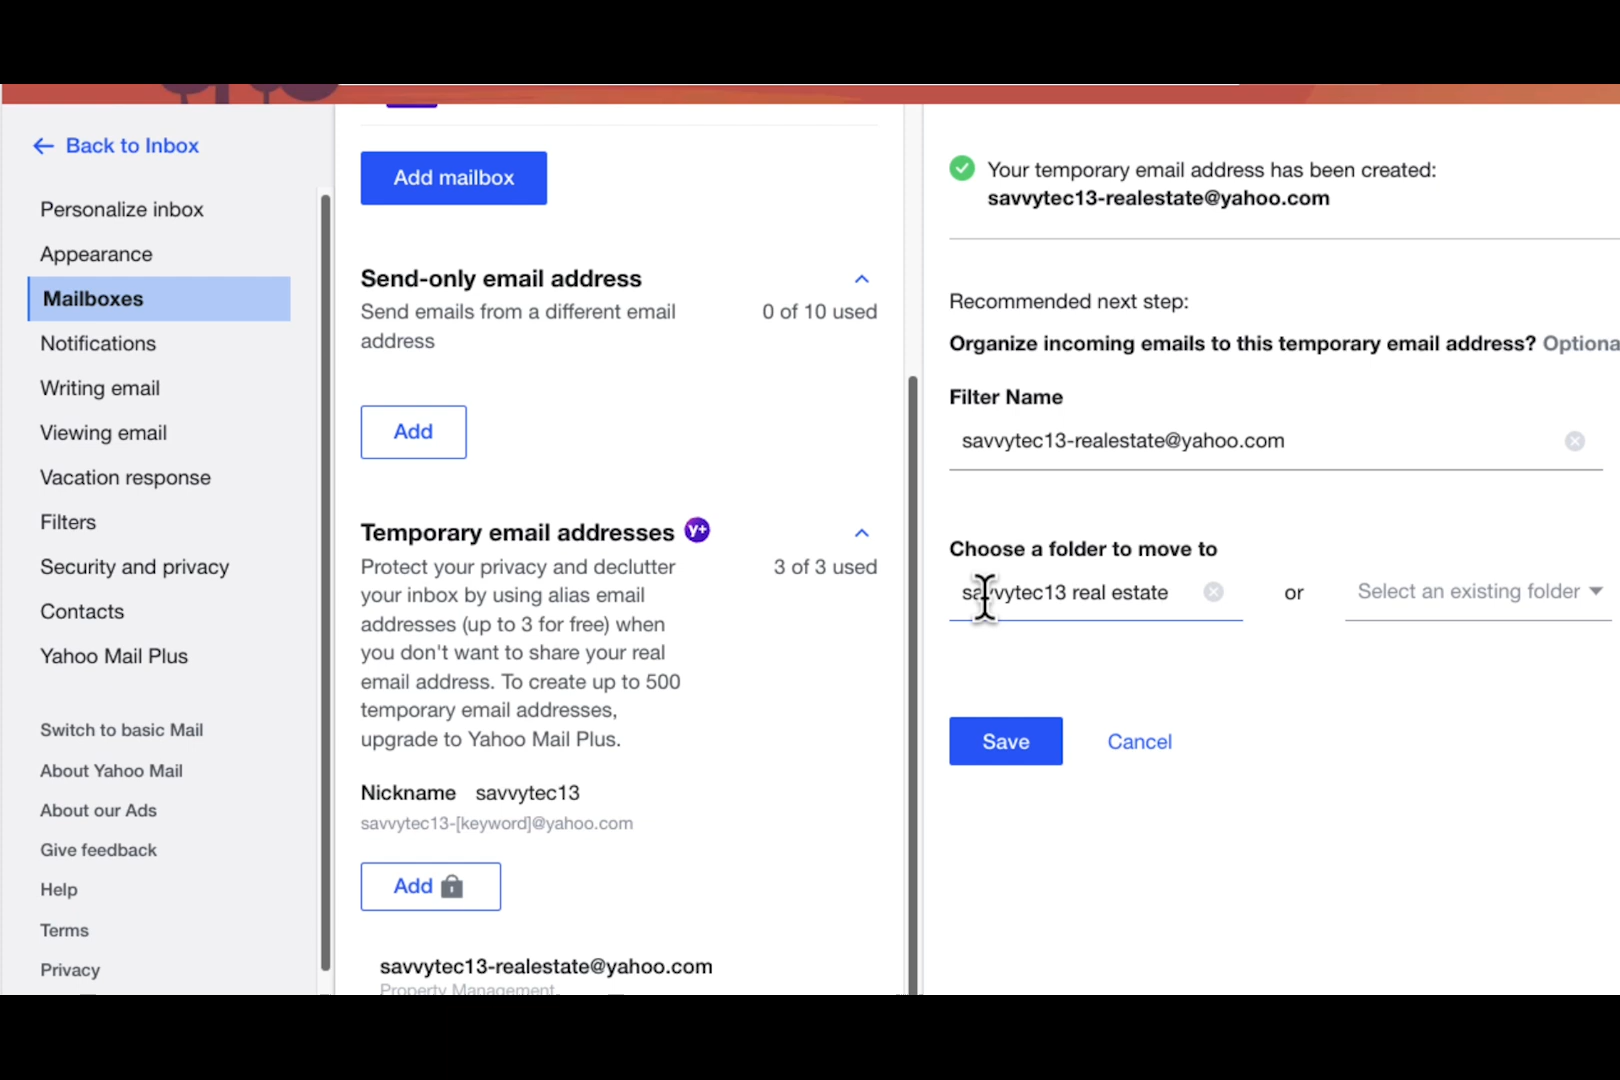 Back to Inbox
Personalize inbox
Appearance
Mailboxes
Notifications
Writing email
Viewing email
Vacation response
Filters
Security and privacy
Contacts
Yahoo Mail Plus
Switch to basic Mail
About Yahoo Mail
About our Ads
Give feedback
Help
Terms
Privacy
Add mailbox
Send-only email address
Send emails from a different email
address
0 of 10 used
Add
Temporary email addresses y+
3 of 3 used
Protect your privacy and declutter
your inbox by using alias email
addresses (up to 3 for free) when
you don't want to share your real
email address. To create up to 500
temporary email addresses,
upgrade to Yahoo Mail Plus.
Nickname savvytec13
savvytec13-[keyword]@yahoo.com
Add
savvytec13-realestate@yahoo.com
Property Management
Your temporary email address has been created:
savvytec13-realestate@yahoo.com
Recommended next step:
Organize incoming emails to this temporary email address? Optiona
Filter Name
savvytec13-realestate@yahoo.com
Choose a folder to move to
savvytec13 real estate or Select an existing folder
Save Cancel